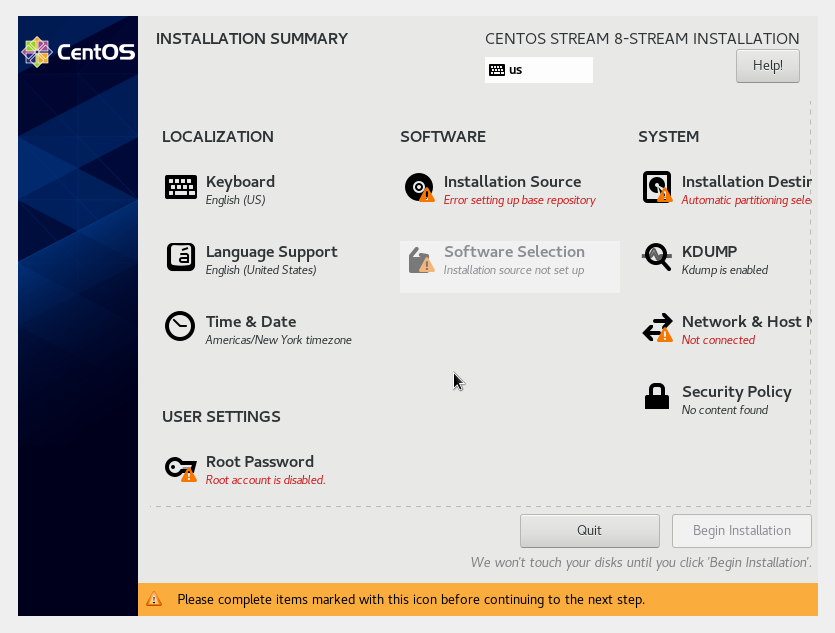 CentOS
INSTALLATION SUMMARY
CENTOS STREAM 8-STREAM INSTALLATION
us
Help!
LOCALIZATION
Keyboard
English (US)
Language Support
English (United States)
Time & Date
Americas/New York timezone
USER SETTINGS
Root Password
Root account is disabled.
SOFTWARE
Installation Source
Error setting up base repository
Software Selection
Installation source not set up
SYSTEM
Installation Destin
Automatic partitioning sele
KDUMP
Kdump is enabled
Network & Host N
Not connected
Security Policy
No content found
Quit
Begin Installation
We won't touch your disks until you click 'Begin Installation'.
Please complete items marked with this icon before continuing to the next step.